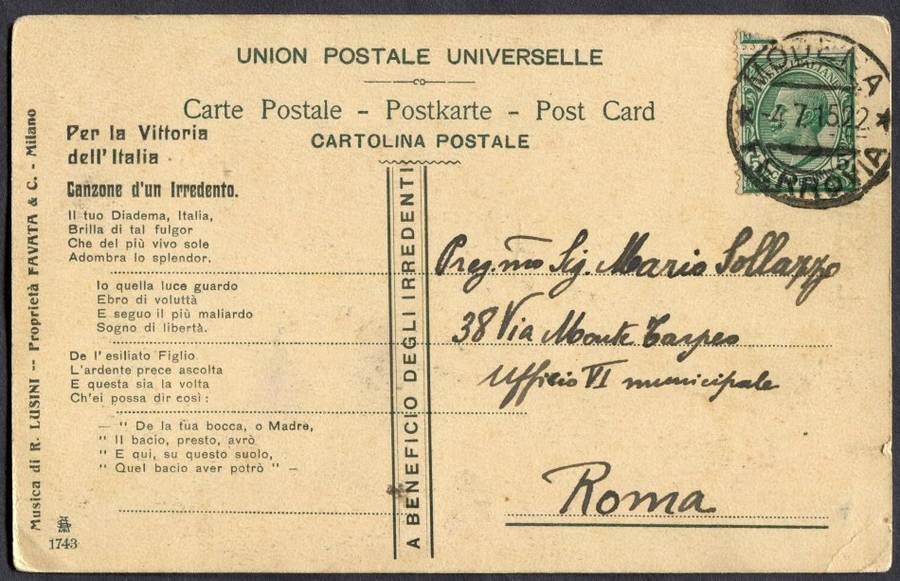 UNION POSTALE UNIVERSELLE
Carte Postale - Postkarte - Post Card
CARTOLINA POSTALE
Per la Vittoria
dell'Italia
Canzone d'un Irredento.
Il tuo Diadema, Italia,
Brilla di tal fulgor
Che del più vivo sole
Adombra lo splendor.
Io quella luce guardo
Ebro di voluttà
E seguo il più maliardo
Sogno di libertà.
De l'esiliato Figlio
L'ardente prece ascolta
E questa sia la volta
Ch'ei possa dir così:
— " De la tua bocca, o Madre,
" Il bacio, presto, avrò
" E qui, su questo suolo,
" Quel bacio aver potrò " —
Musica di R. LUSINI -- Proprietà FAVATA & C. - Milano
1743
A BENEFICIO DEGLI IRREDENTI
MODENA
-4.7.15 22
FERROVIA
Preg.mo Sig. Mario Sollazzo
38 Via Monte Tarpeo
Ufficio VI municipale
Roma